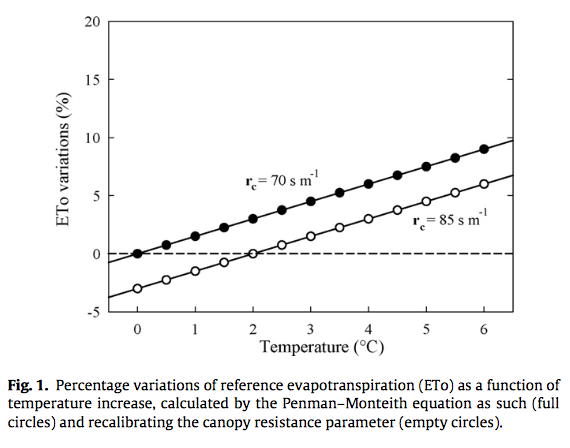 20
15
10
5
0
-5
ETo variations (%)
r_c = 70 s m^-1
r_c = 85 s m^-1
0 1 2 3 4 5 6
Temperature (°C)
Fig. 1. Percentage variations of reference evapotranspiration (ETo) as a function of
temperature increase, calculated by the Penman–Monteith equation as such (full
circles) and recalibrating the canopy resistance parameter (empty circles).